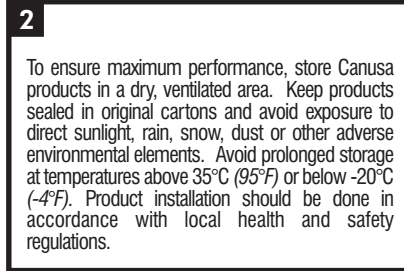 2
To ensure maximum performance, store Canusa
products in a dry, ventilated area. Keep products
sealed in original cartons and avoid exposure to
direct sunlight, rain, snow, dust or other adverse
environmental elements. Avoid prolonged storage
at temperatures above 35°C (95°F) or below -20°C
(-4°F). Product installation should be done in
accordance with local health and safety
regulations.